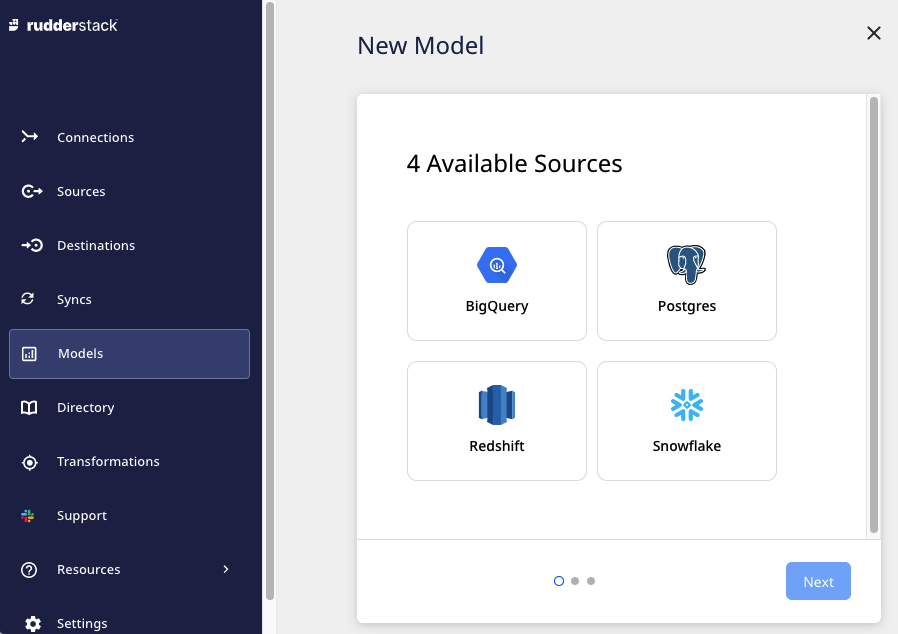 rudderstack
New Model
Connections
Sources
Destinations
Syncs
Models
Directory
Transformations
Support
Resources
Settings
4 Available Sources
BigQuery
Postgres
Redshift
Snowflake
Next